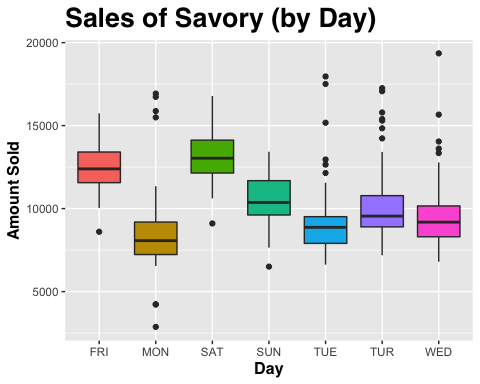 Sales of Savory (by Day)
20000
15000
10000
5000
Amount Sold
FRI MON SAT SUN TUE TUR WED
Day